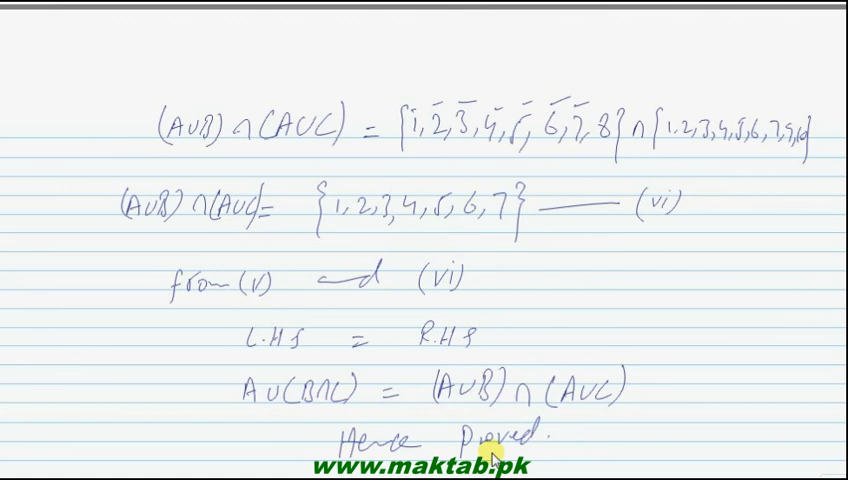 (A∪B)∩(A∪C) = {1,2,3,4,5,6,7,8}∩{1,2,3,4,5,6,7,9,10}
(A∪B)∩(A∪C)= {1,2,3,4,5,6,7} —— (vi)
from (v) and (vi)
L.H.S = R.H.S
A∪(B∩C) = (A∪B)∩(A∪C)
Hence Proved.
www.maktab.pk